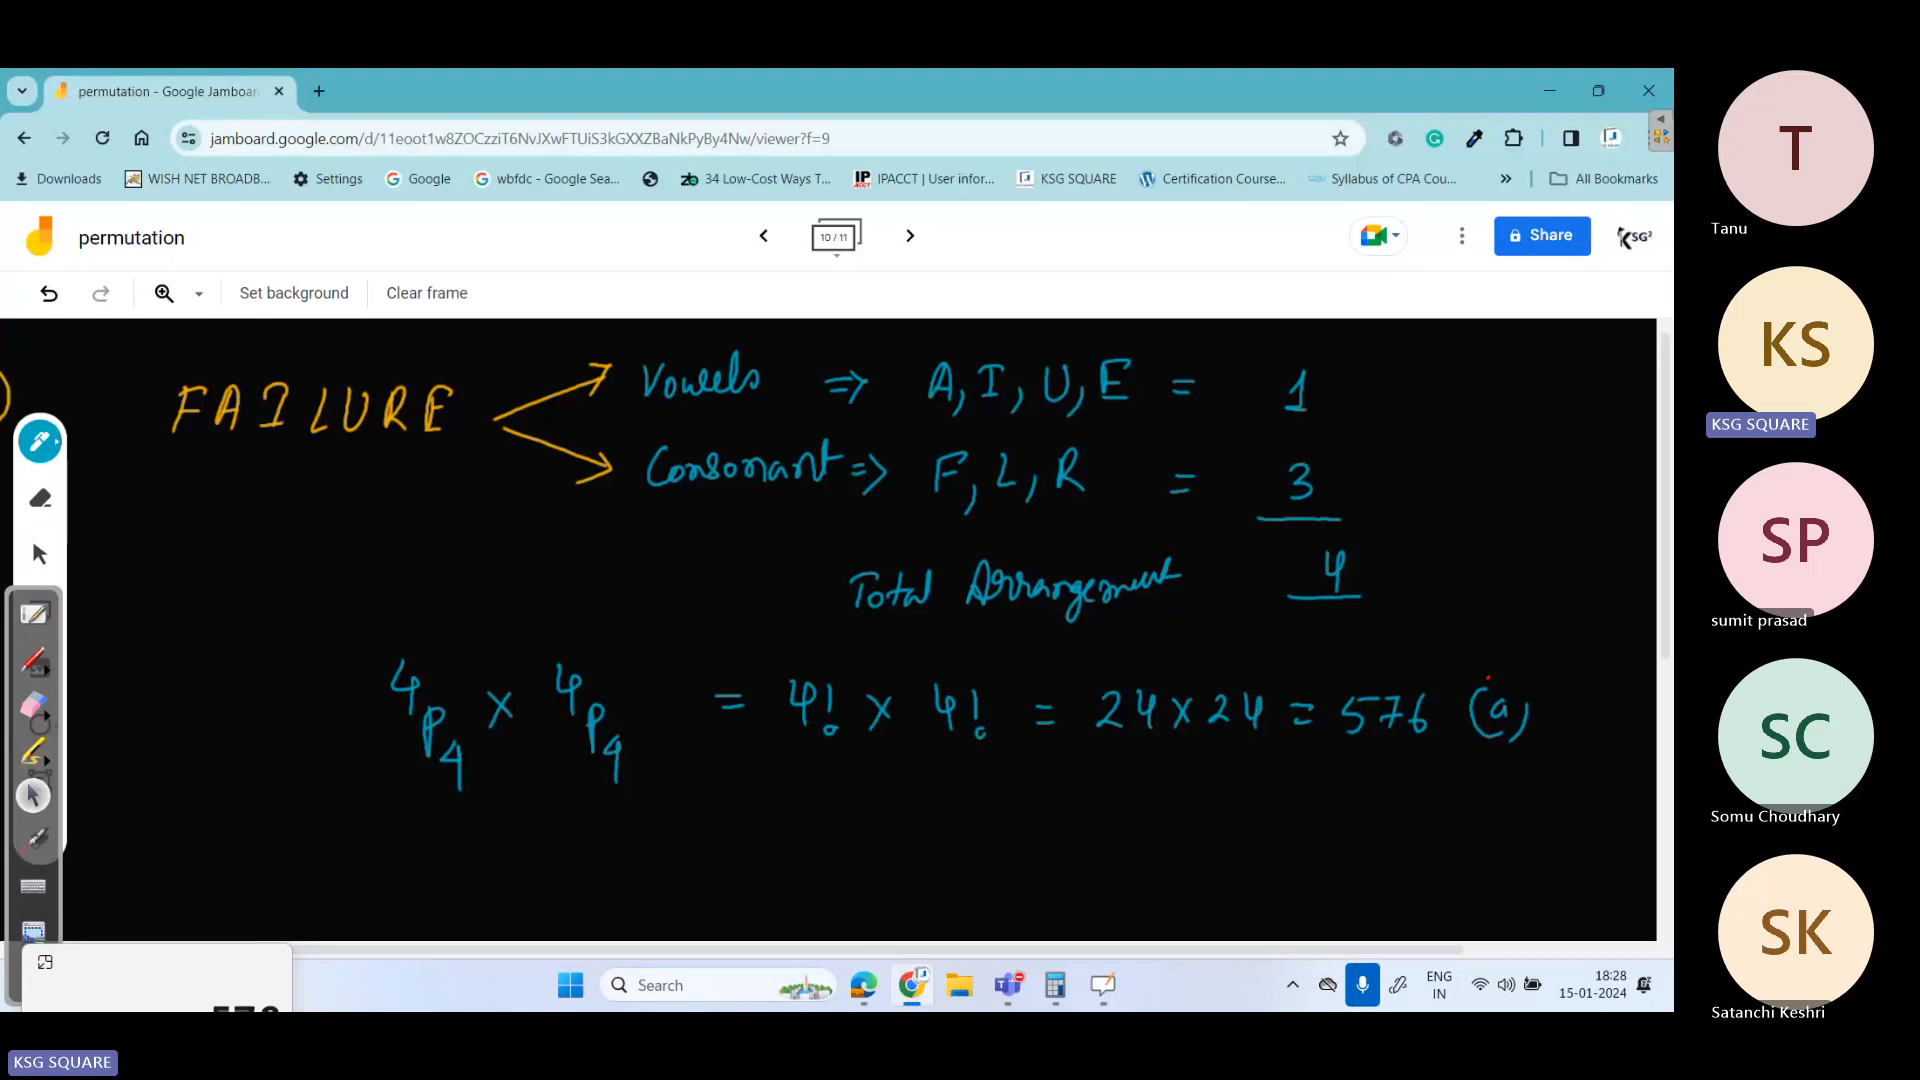 permutation - Google Jamboar
jamboard.google.com/d/11eoot1w8ZOCzziT6NvJXwFTUiS3kGXXZBaNkPyBy4Nw/viewer?f=9
Downloads WISH NET BROADB... Settings Google wbfdc - Google Sea... 34 Low-Cost Ways T... IPACCT | User infor... KSG SQUARE Certification Course... Syllabus of CPA Cou... » All Bookmarks
permutation 10 / 11 Share KSG²
Set background Clear frame
FAILURE
Vowels => A, I, U, E = 1
Consonant => F, L, R = 3
Total Arrangement 4
4P4 × 4P4 = 4! × 4! = 24 × 24 = 576 (a)
Search
ENG
IN
18:28
15-01-2024
KSG SQUARE
T
Tanu
KS
KSG SQUARE
SP
sumit prasad
SC
Somu Choudhary
SK
Satanchi Keshri